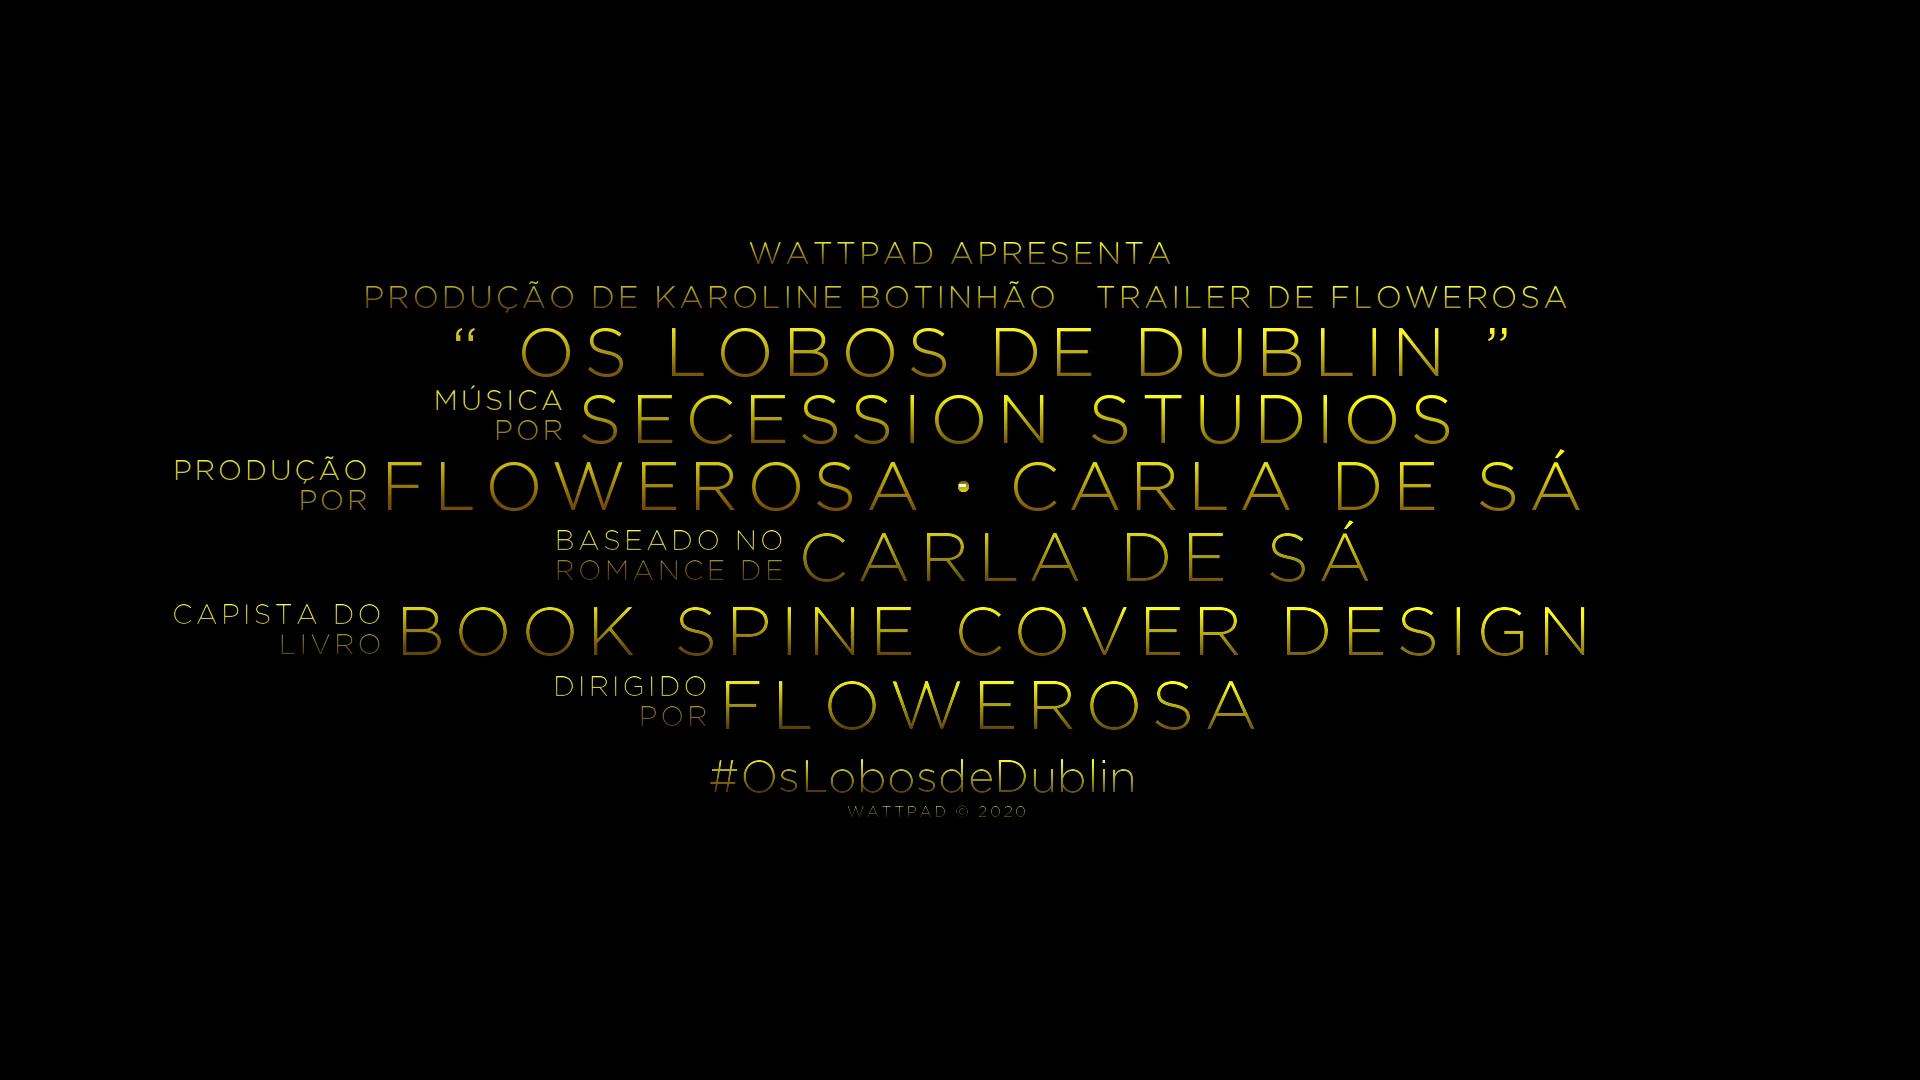 WATTPAD APRESENTA
PRODUÇÃO DE KAROLINE BOTINHÃO TRAILER DE FLOWEROSA
“ OS LOBOS DE DUBLIN ”
MÚSICA POR SECESSION STUDIOS
PRODUÇÃO POR FLOWEROSA • CARLA DE SÁ
BASEADO NO ROMANCE DE CARLA DE SÁ
CAPISTA DO LIVRO BOOK SPINE COVER DESIGN
DIRIGIDO POR FLOWEROSA
#OsLobosdeDublin
WATTPAD © 2020